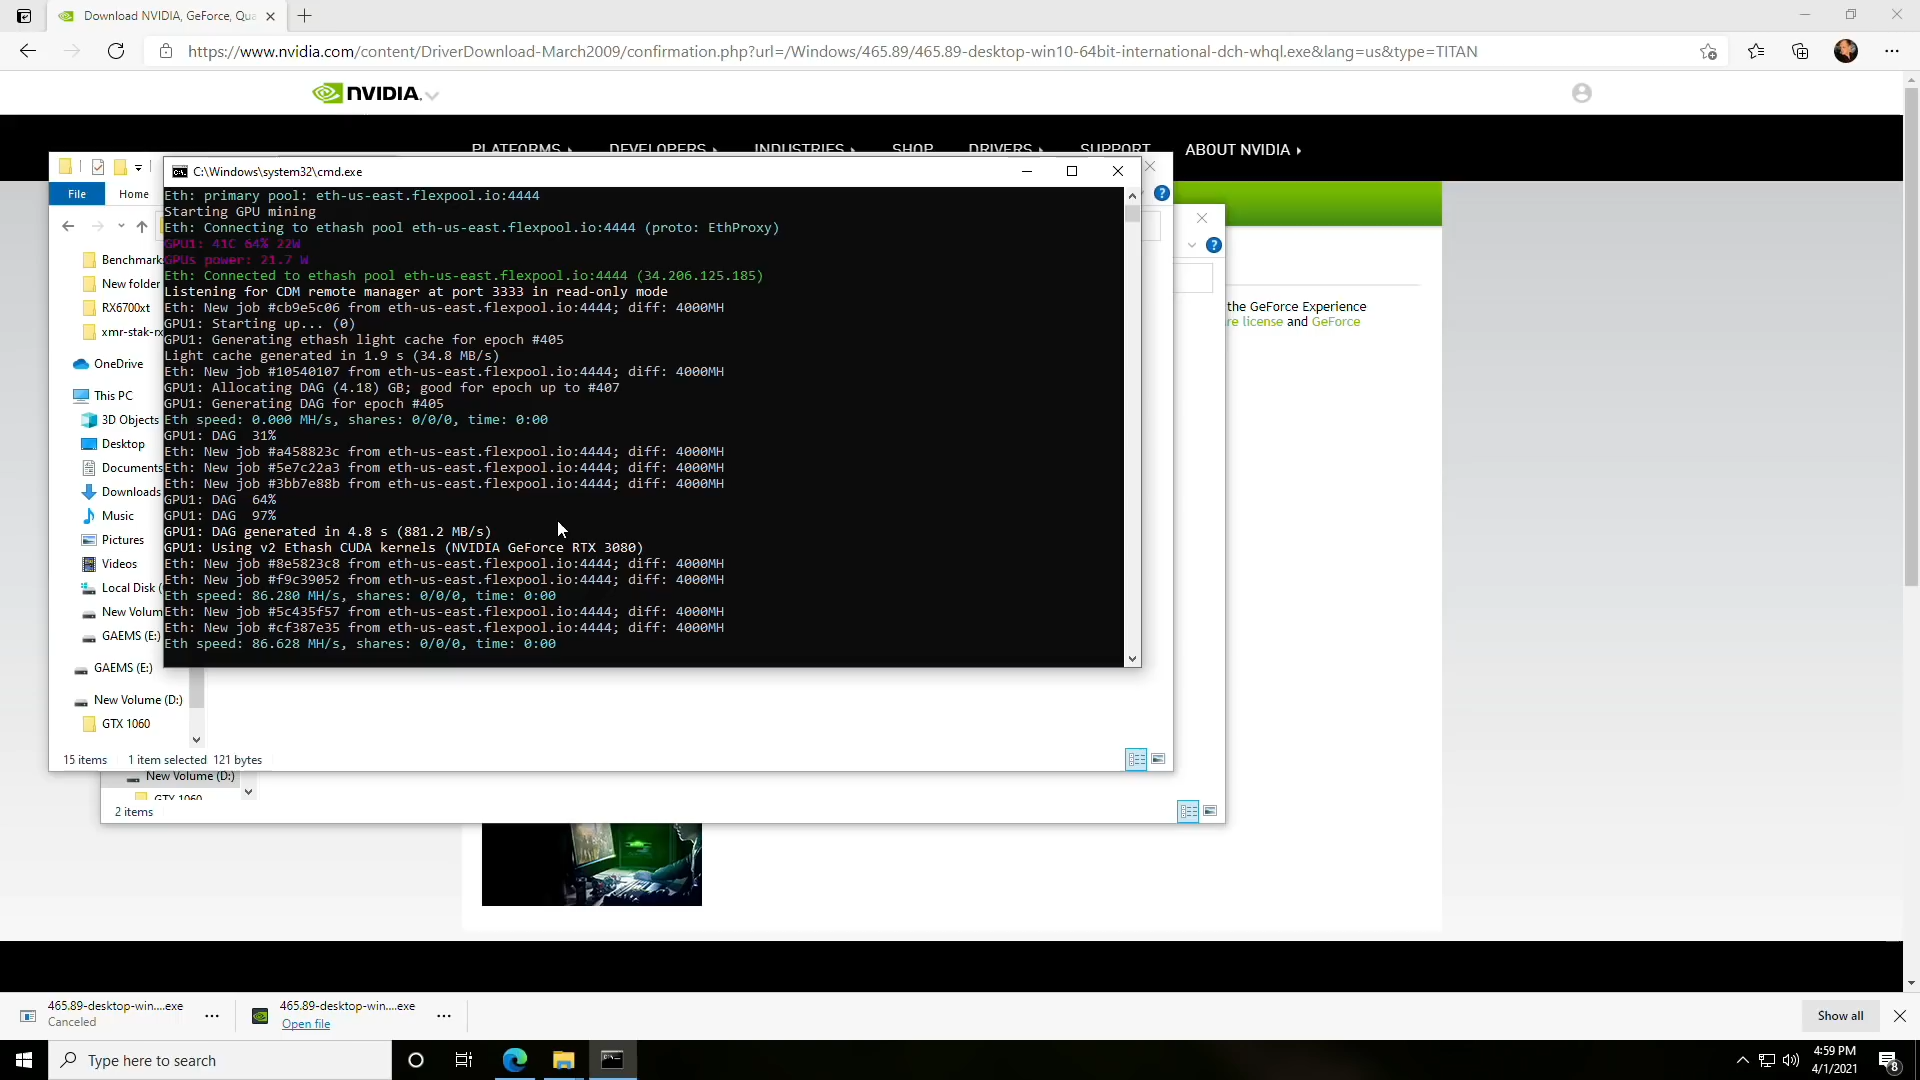 Download NVIDIA, GeForce, Qua
https://www.nvidia.com/content/DriverDownload-March2009/confirmation.php?url=/Windows/465.89/465.89-desktop-win10-64bit-international-dch-whql.exe&lang=us&type=TITAN
NVIDIA.
PLATFORMS DEVELOPERS INDUSTRIES SHOP DRIVERS SUPPORT ABOUT NVIDIA
C:\Windows\system32\cmd.exe
File Home
Eth: primary pool: eth-us-east.flexpool.io:4444
Starting GPU mining
Eth: Connecting to ethash pool eth-us-east.flexpool.io:4444 (proto: EthProxy)
GPU1: 41C 64% 22W
GPUs power: 21.7 W
Eth: Connected to ethash pool eth-us-east.flexpool.io:4444 (34.206.125.185)
Listening for CDM remote manager at port 3333 in read-only mode
Eth: New job #cb9e5c06 from eth-us-east.flexpool.io:4444; diff: 4000MH
GPU1: Starting up... (0)
GPU1: Generating ethash light cache for epoch #405
Light cache generated in 1.9 s (34.8 MB/s)
Eth: New job #10540107 from eth-us-east.flexpool.io:4444; diff: 4000MH
GPU1: Allocating DAG (4.18) GB; good for epoch up to #407
GPU1: Generating DAG for epoch #405
Eth speed: 0.000 MH/s, shares: 0/0/0, time: 0:00
GPU1: DAG 31%
Eth: New job #a458823c from eth-us-east.flexpool.io:4444; diff: 4000MH
Eth: New job #5e7c22a3 from eth-us-east.flexpool.io:4444; diff: 4000MH
Eth: New job #3bb7e88b from eth-us-east.flexpool.io:4444; diff: 4000MH
GPU1: DAG 64%
GPU1: DAG 97%
GPU1: DAG generated in 4.8 s (881.2 MB/s)
GPU1: Using v2 Ethash CUDA kernels (NVIDIA GeForce RTX 3080)
Eth: New job #8e5823c8 from eth-us-east.flexpool.io:4444; diff: 4000MH
Eth: New job #f9c39052 from eth-us-east.flexpool.io:4444; diff: 4000MH
Eth speed: 86.280 MH/s, shares: 0/0/0, time: 0:00
Eth: New job #5c435f57 from eth-us-east.flexpool.io:4444; diff: 4000MH
Eth: New job #cf387e35 from eth-us-east.flexpool.io:4444; diff: 4000MH
Eth speed: 86.628 MH/s, shares: 0/0/0, time: 0:00
Benchmark
New folder
RX6700xt
xmr-stak-rx
OneDrive
This PC
3D Objects
Desktop
Documents
Downloads
Music
Pictures
Videos
Local Disk (
New Volum
GAEMS (E:)
GAEMS (E:)
New Volume (D:)
GTX 1060
15 items 1 item selected 121 bytes
the GeForce Experience
re license and GeForce
New Volume (D:)
GTX 1060
2 items
465.89-desktop-win....exe
Canceled
465.89-desktop-win....exe
Open file
Show all
Type here to search
4:59 PM
4/1/2021
8